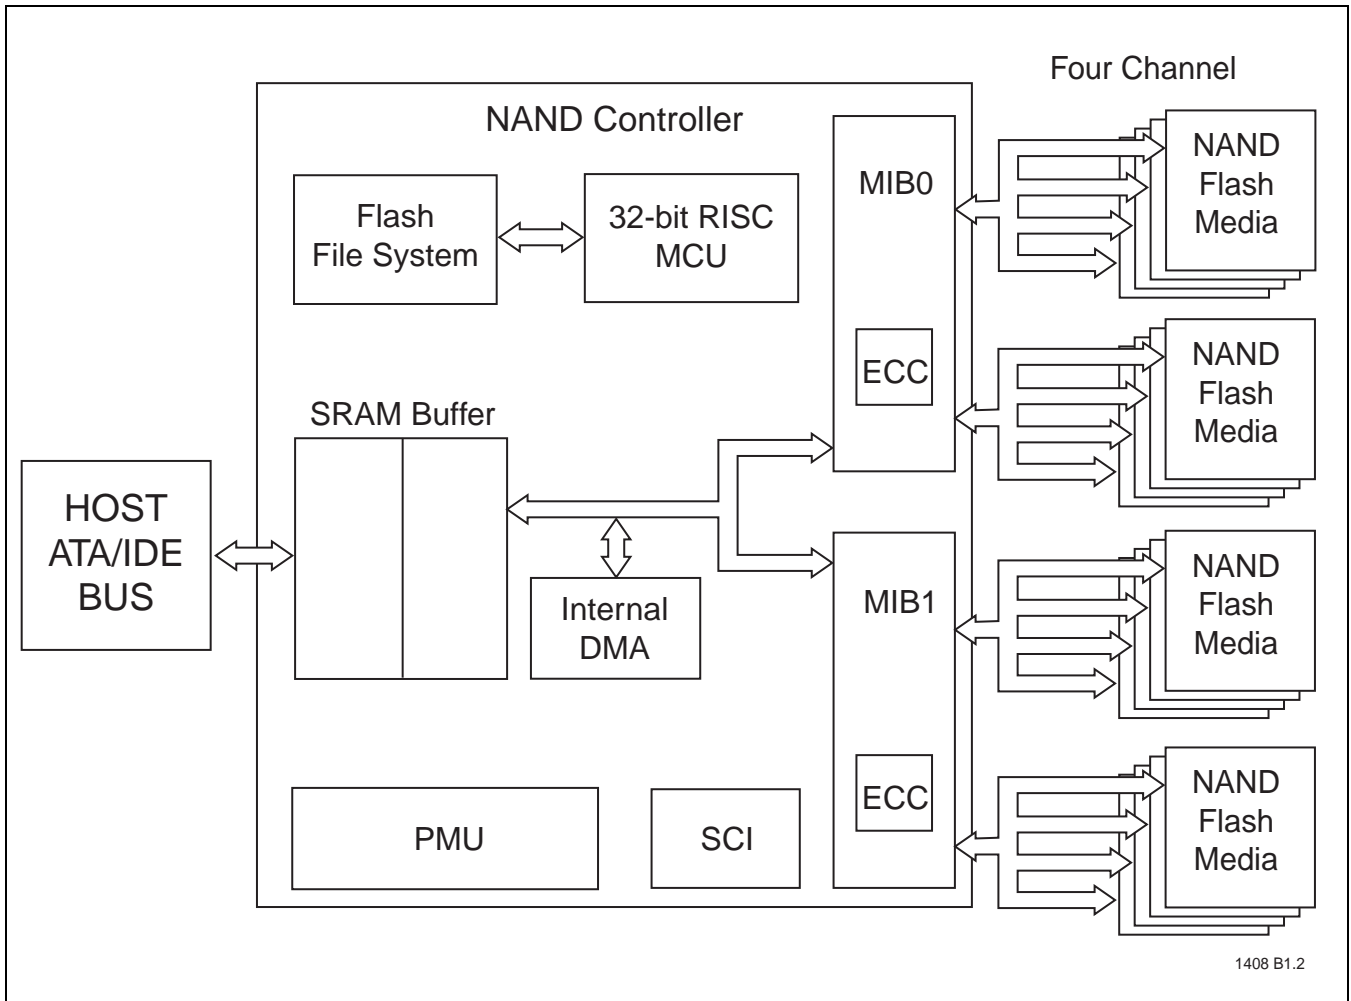 Four Channel
NAND Controller
NAND
Flash
Media
MIB0
Flash
File System
32-bit RISC
MCU
ECC
NAND
Flash
Media
SRAM Buffer
HOST
ATA/IDE
BUS
Internal
DMA
MIB1
NAND
Flash
Media
ECC
PMU
SCI
NAND
Flash
Media
1408 B1.2